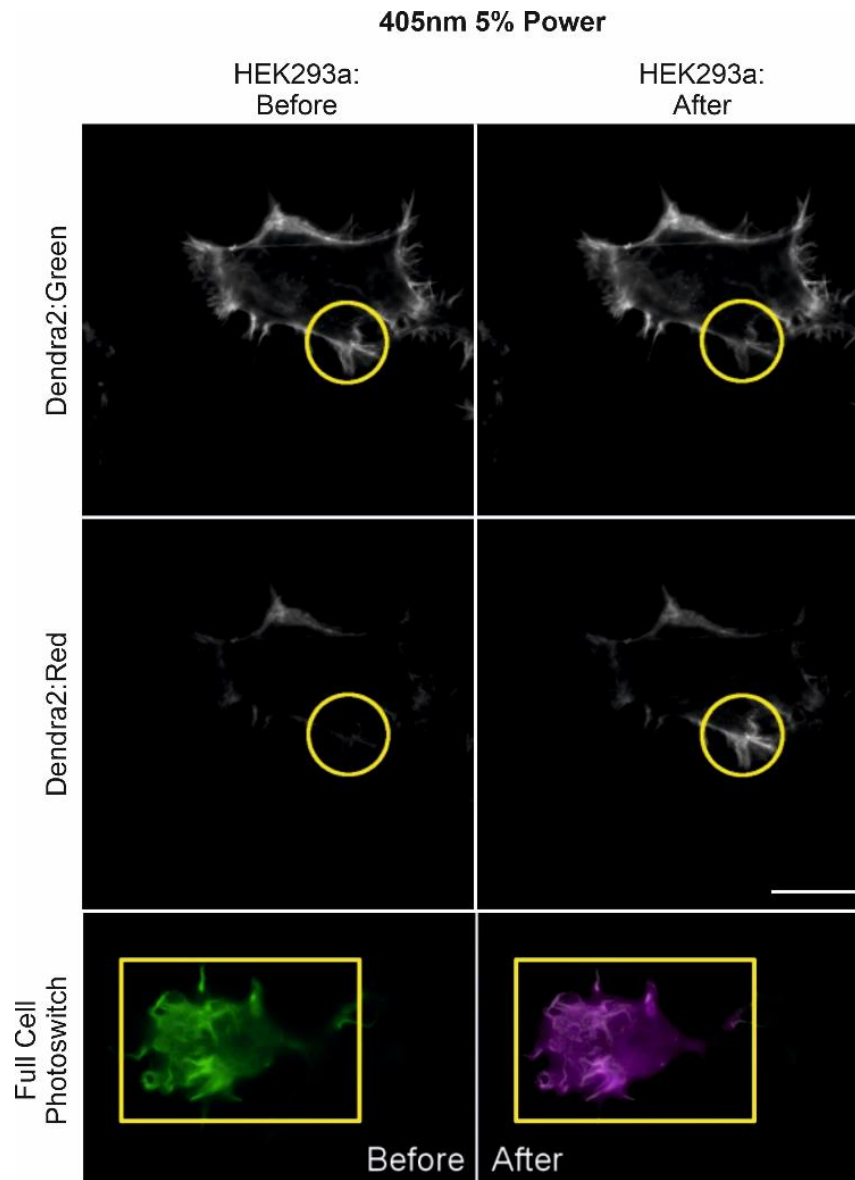 405nm 5% Power
HEK293a:
Before
HEK293a:
After
Dendra2:Green
Dendra2:Red
Full Cell
Photoswitch
Before
After